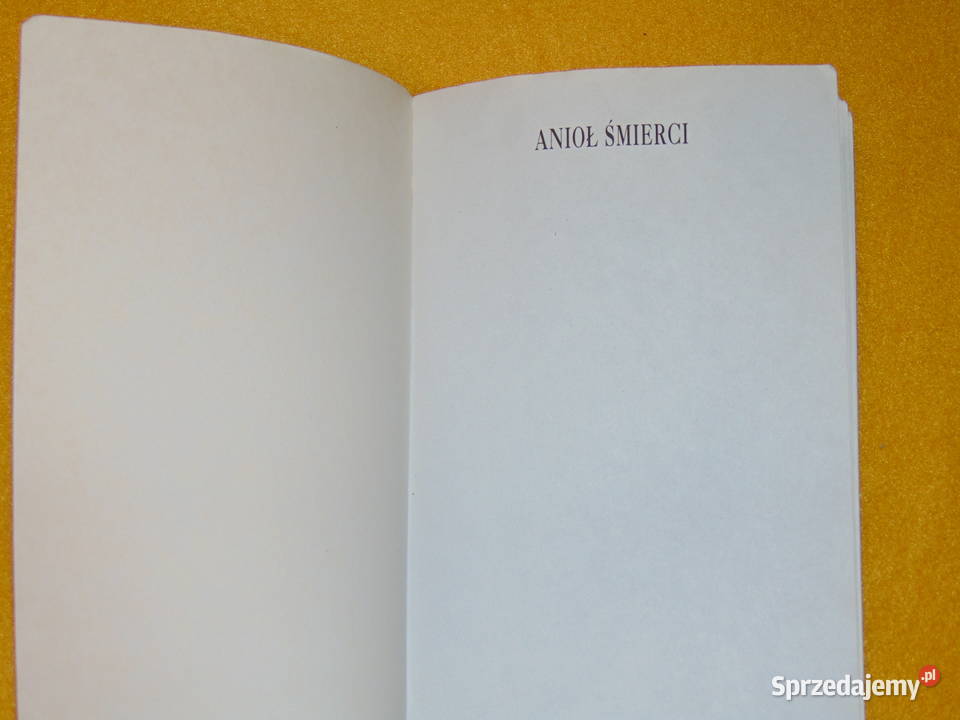 ANIOŁ ŚMIERCI
Sprzedajemy.pl